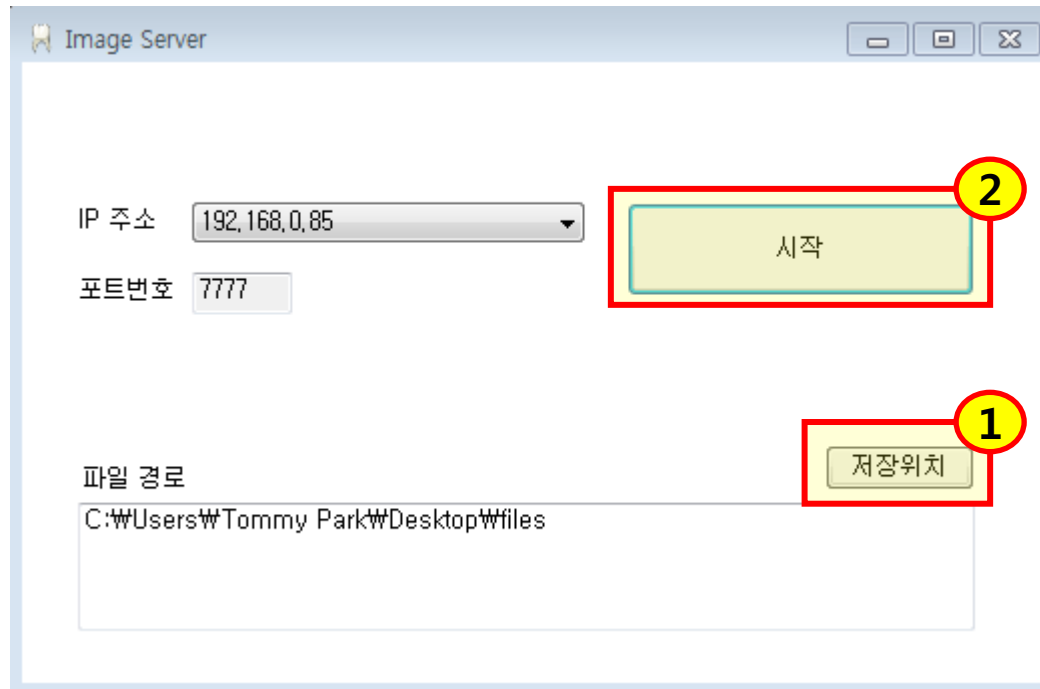 Image Server
2
IP 주소 192,168,0,85
시작
포트번호 7777
1
저장위치
파일 경로
C:₩Users₩Tommy Park₩Desktop₩files